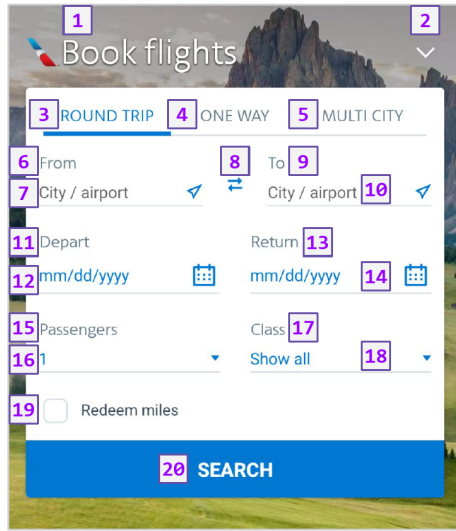 1 2
Book flights
3 ROUND TRIP 4 ONE WAY 5 MULTI CITY
6 From 8 To 9
7 City / airport City / airport 10
11 Depart Return 13
12 mm/dd/yyyy mm/dd/yyyy 14
15 Passengers Class 17
16 1 Show all 18
19 Redeem miles
20 SEARCH